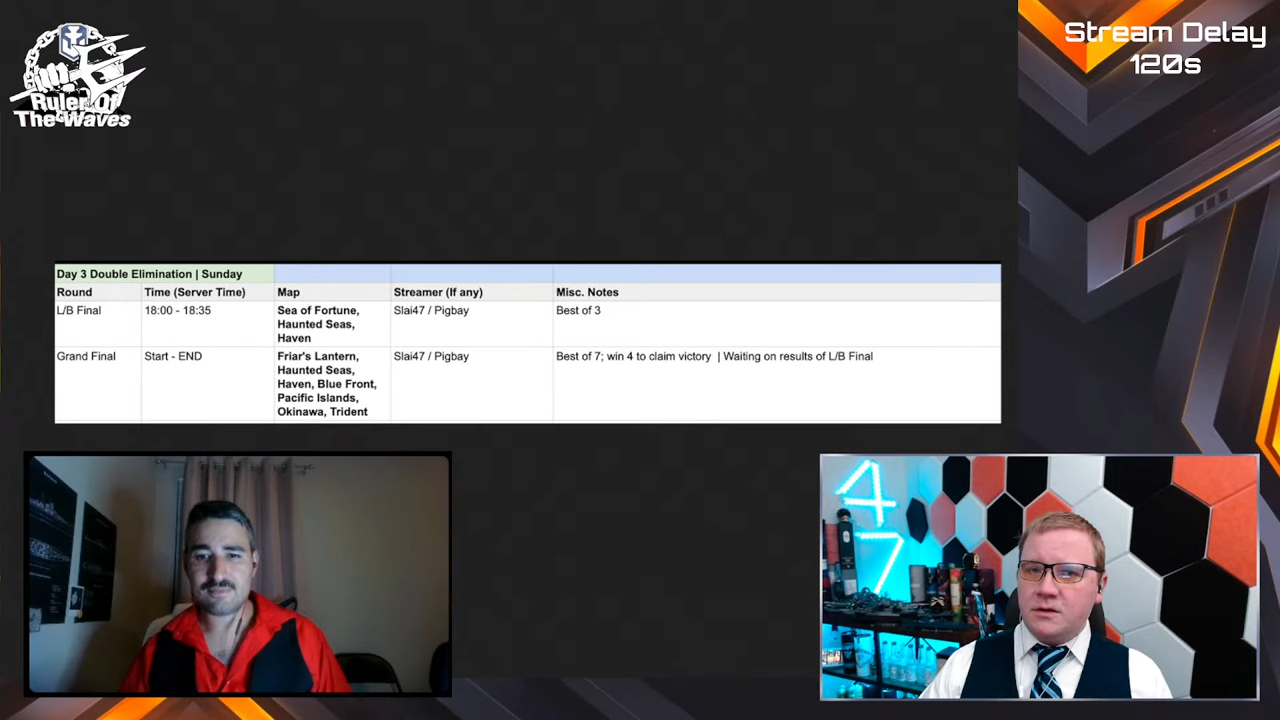 Ruler Of
The Waves
Stream Delay
120s
Day 3 Double Elimination | Sunday
Round Time (Server Time) Map Streamer (If any) Misc. Notes
L/B Final 18:00 - 18:35 Sea of Fortune, Slai47 / Pigbay Best of 3
Haunted Seas,
Haven
Grand Final Start - END Friar's Lantern, Slai47 / Pigbay Best of 7; win 4 to claim victory | Waiting on results of L/B Final
Haunted Seas,
Haven, Blue Front,
Pacific Islands,
Okinawa, Trident
4
7